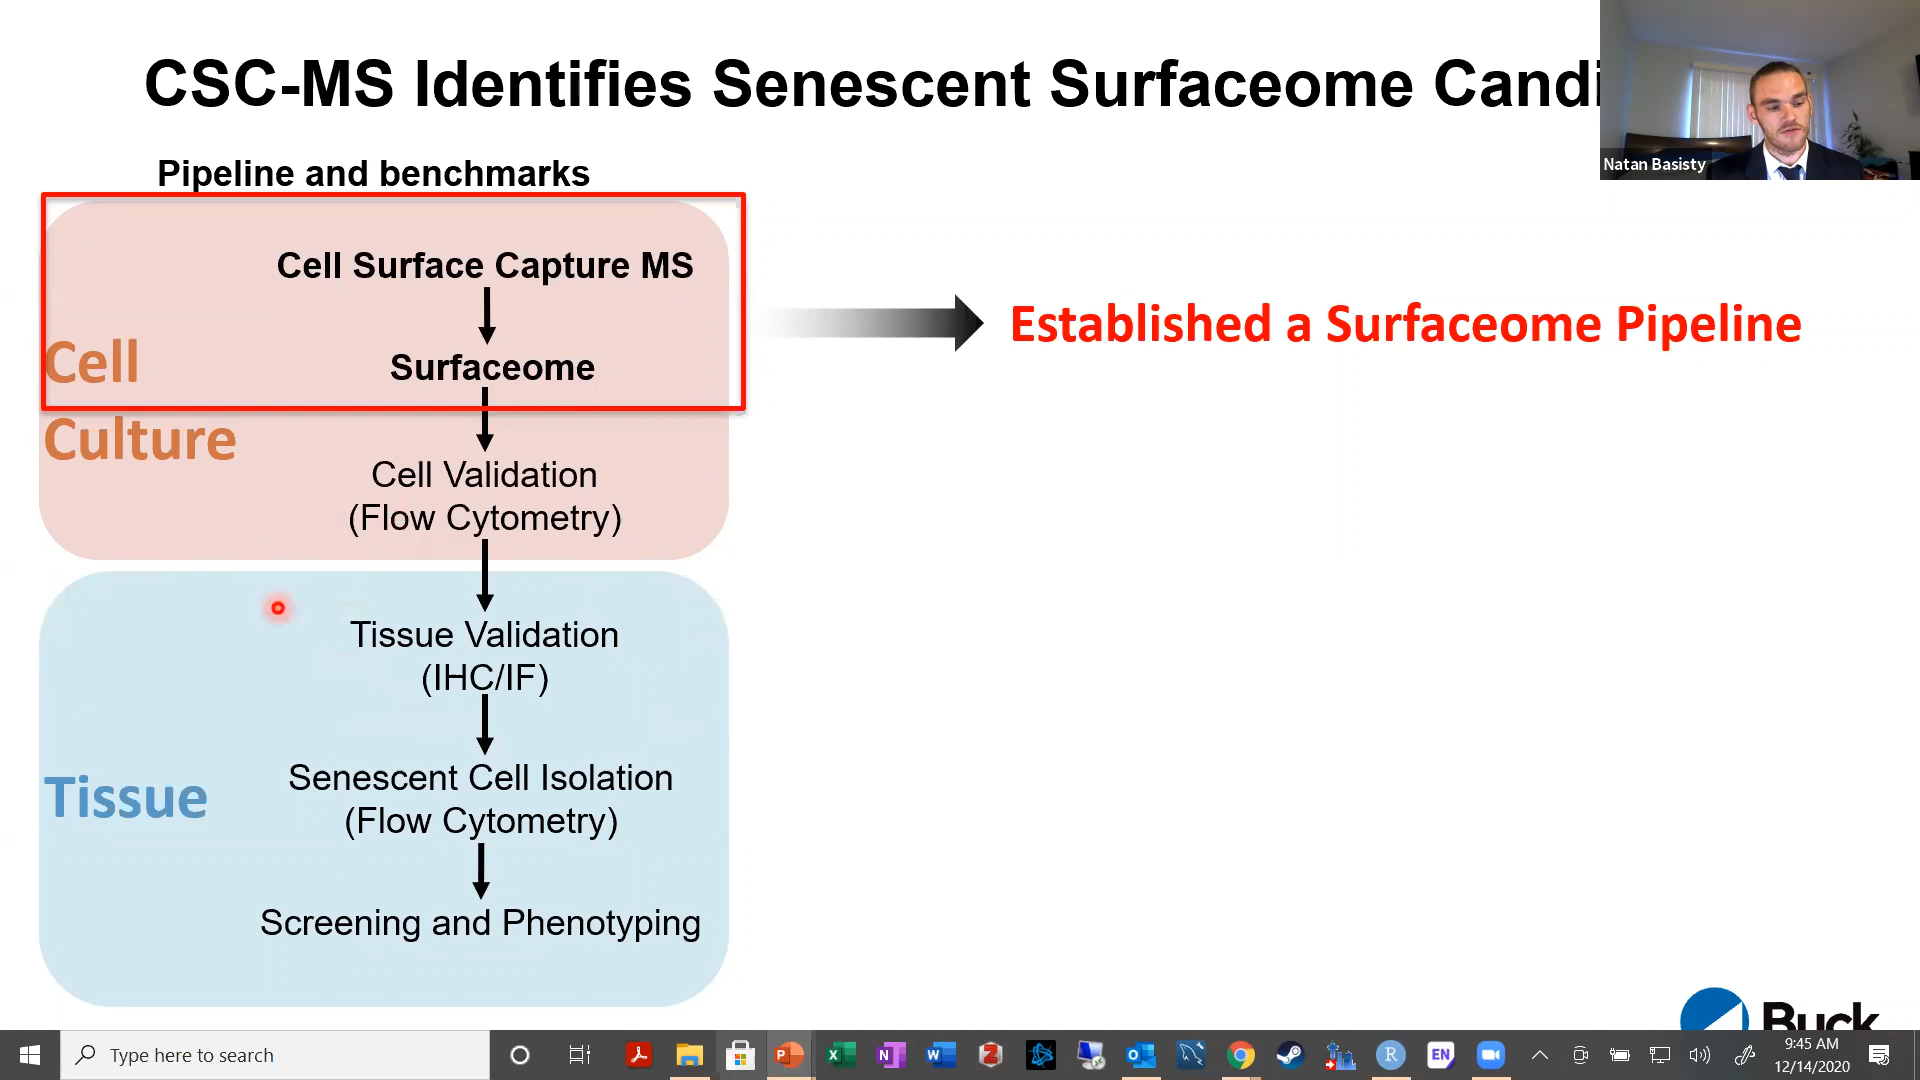 CSC-MS Identifies Senescent Surfaceome Candi
Natan Basisty
Pipeline and benchmarks
Cell Surface Capture MS
Established a Surfaceome Pipeline
Cell
Culture
Surfaceome
Cell Validation
(Flow Cytometry)
Tissue Validation
(IHC/IF)
Tissue
Senescent Cell Isolation
(Flow Cytometry)
Screening and Phenotyping
Buck
Type here to search
EN
9:45 AM
12/14/2020